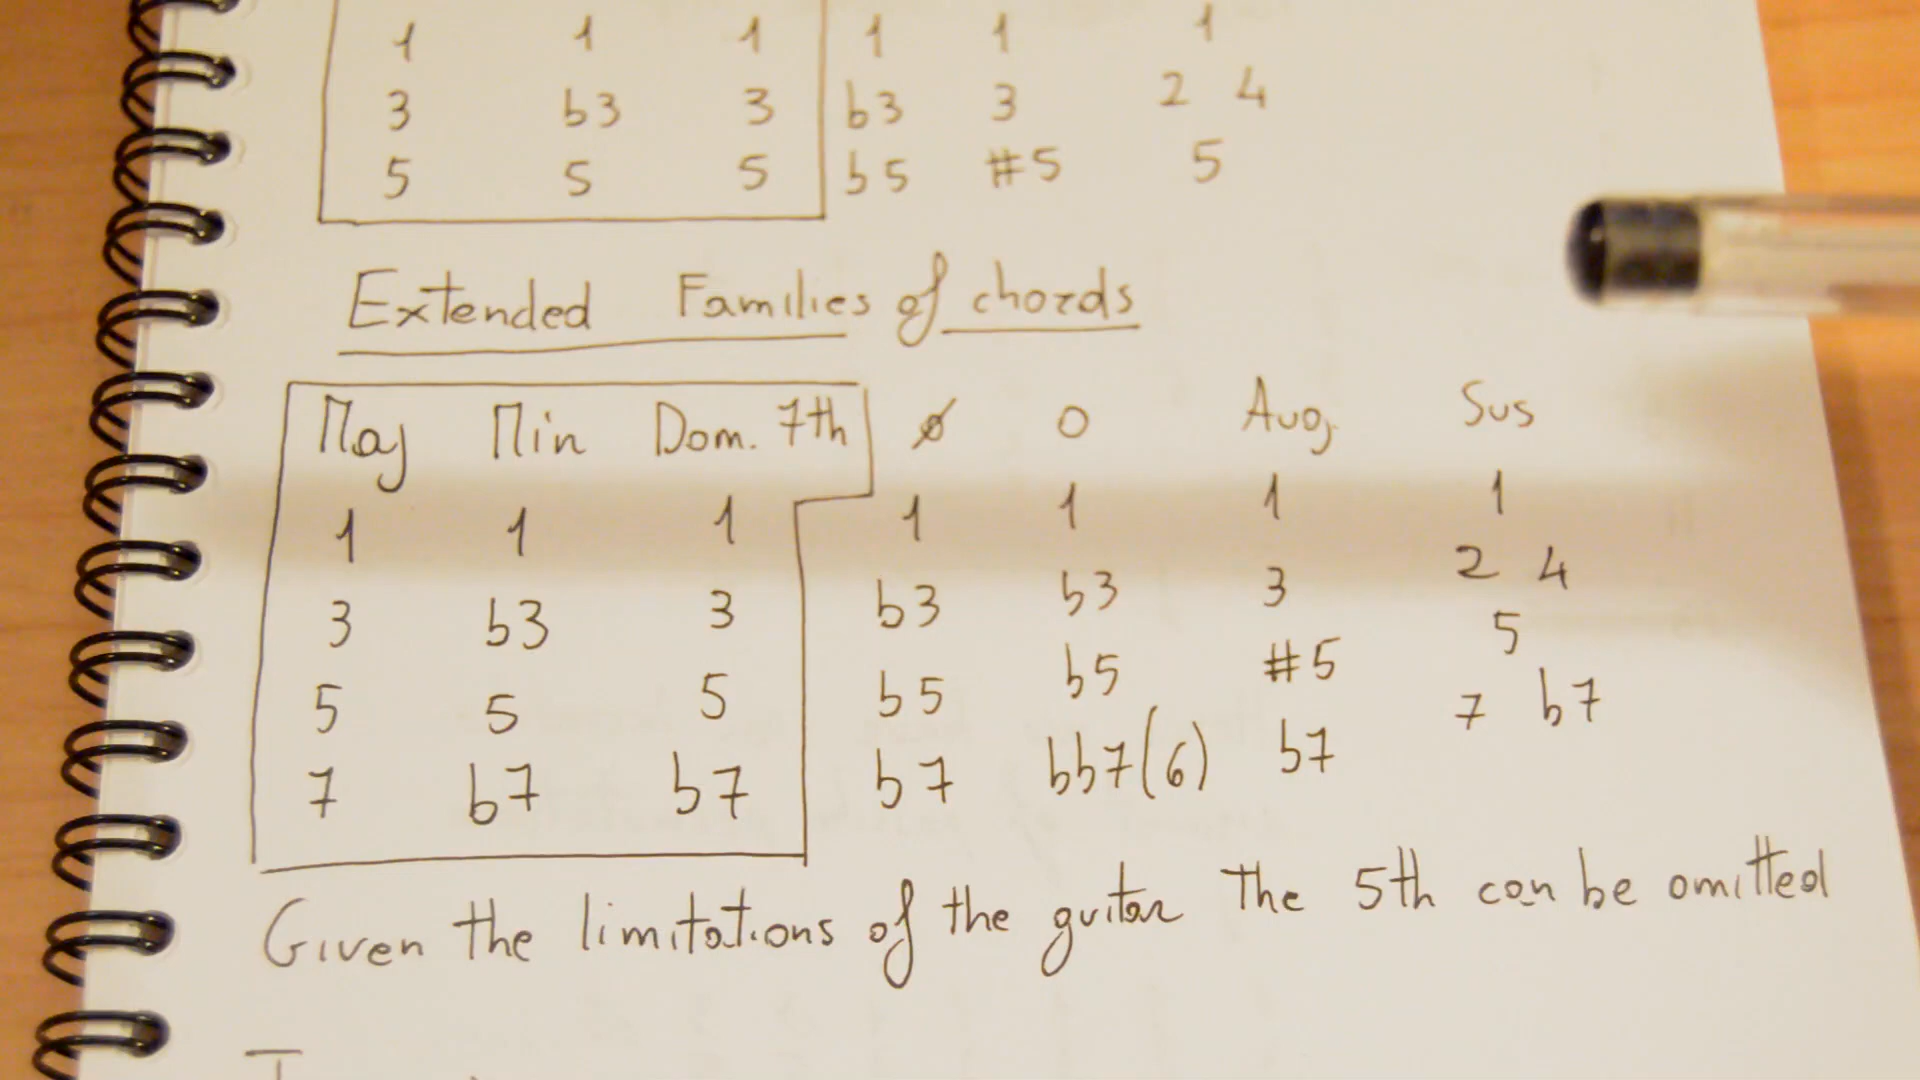 1 1 1 1 1 1
3 b3 3 b3 3 2 4
5 5 5 b5 #5 5
Extended Families of chords
Maj Min Dom. 7th ø o Aug. Sus
1 1 1 1 1 1 1
3 b3 3 b3 b3 3 2 4
5 5 5 b5 b5 #5 5
7 b7 b7 b7 bb7(6) b7 7 b7
Given the limitations of the guitar the 5th can be omitted